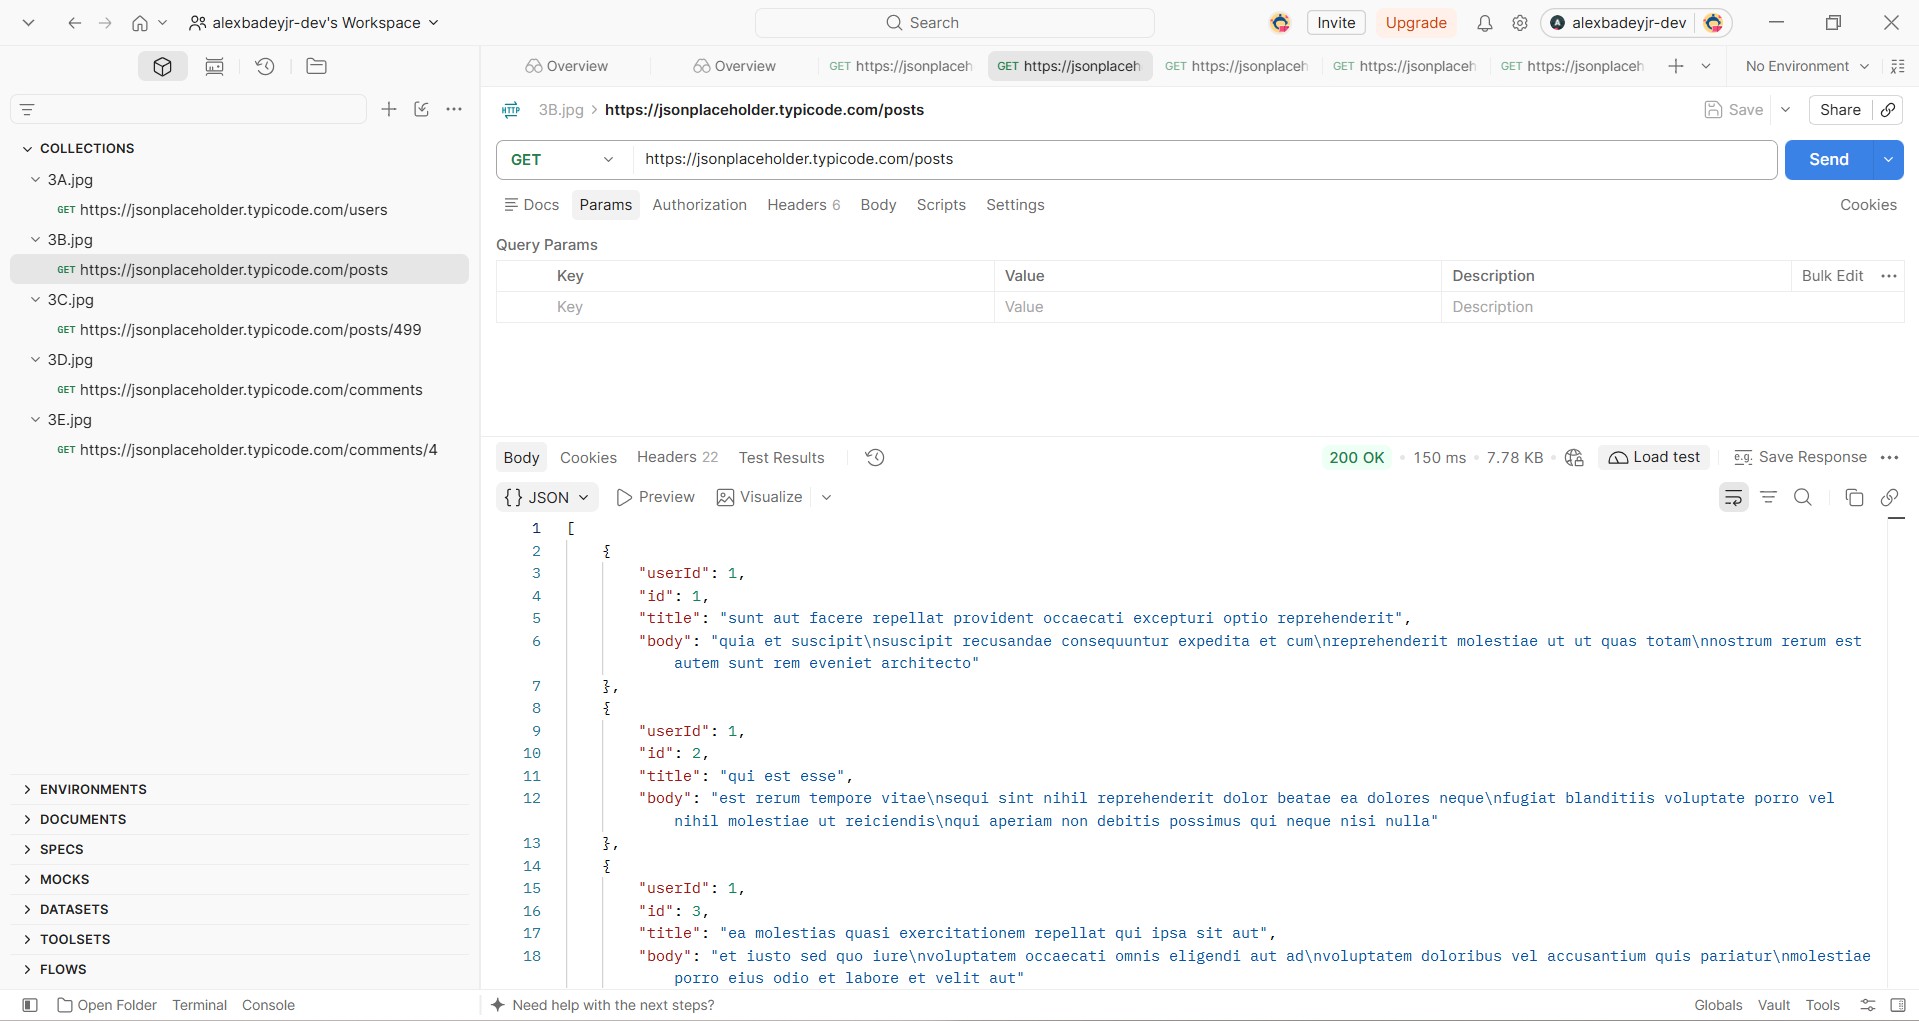 alexbadeyjr-dev's Workspace
Search
Invite
Upgrade
alexbadeyjr-dev
Overview
Overview
GET https://jsonplaceh
GET https://jsonplaceh
GET https://jsonplaceh
GET https://jsonplaceh
GET https://jsonplaceh
No Environment
COLLECTIONS
3A.jpg
GET https://jsonplaceholder.typicode.com/users
3B.jpg
GET https://jsonplaceholder.typicode.com/posts
3C.jpg
GET https://jsonplaceholder.typicode.com/posts/499
3D.jpg
GET https://jsonplaceholder.typicode.com/comments
3E.jpg
GET https://jsonplaceholder.typicode.com/comments/4
ENVIRONMENTS
DOCUMENTS
SPECS
MOCKS
DATASETS
TOOLSETS
FLOWS
HTTP 3B.jpg > https://jsonplaceholder.typicode.com/posts
Save
Share
GET https://jsonplaceholder.typicode.com/posts
Send
Docs Params Authorization Headers 6 Body Scripts Settings
Cookies
Query Params
Key Value Description Bulk Edit
Key Value Description
Body Cookies Headers 22 Test Results
200 OK • 150 ms • 7.78 KB
Load test
e.g. Save Response
{} JSON Preview Visualize
1 [
2 {
3 "userId": 1,
4 "id": 1,
5 "title": "sunt aut facere repellat provident occaecati excepturi optio reprehenderit",
6 "body": "quia et suscipit\nsuscipit recusandae consequuntur expedita et cum\nreprehenderit molestiae ut ut quas totam\nnostrum rerum est
autem sunt rem eveniet architecto"
7 },
8 {
9 "userId": 1,
10 "id": 2,
11 "title": "qui est esse",
12 "body": "est rerum tempore vitae\nsequi sint nihil reprehenderit dolor beatae ea dolores neque\nfugiat blanditiis voluptate porro vel
nihil molestiae ut reiciendis\nqui aperiam non debitis possimus qui neque nisi nulla"
13 },
14 {
15 "userId": 1,
16 "id": 3,
17 "title": "ea molestias quasi exercitationem repellat qui ipsa sit aut",
18 "body": "et iusto sed quo iure\nvoluptatem occaecati omnis eligendi aut ad\nvoluptatem doloribus vel accusantium quis pariatur\nmolestiae
porro eius odio et labore et velit aut"
Open Folder Terminal Console
Need help with the next steps?
Globals Vault Tools